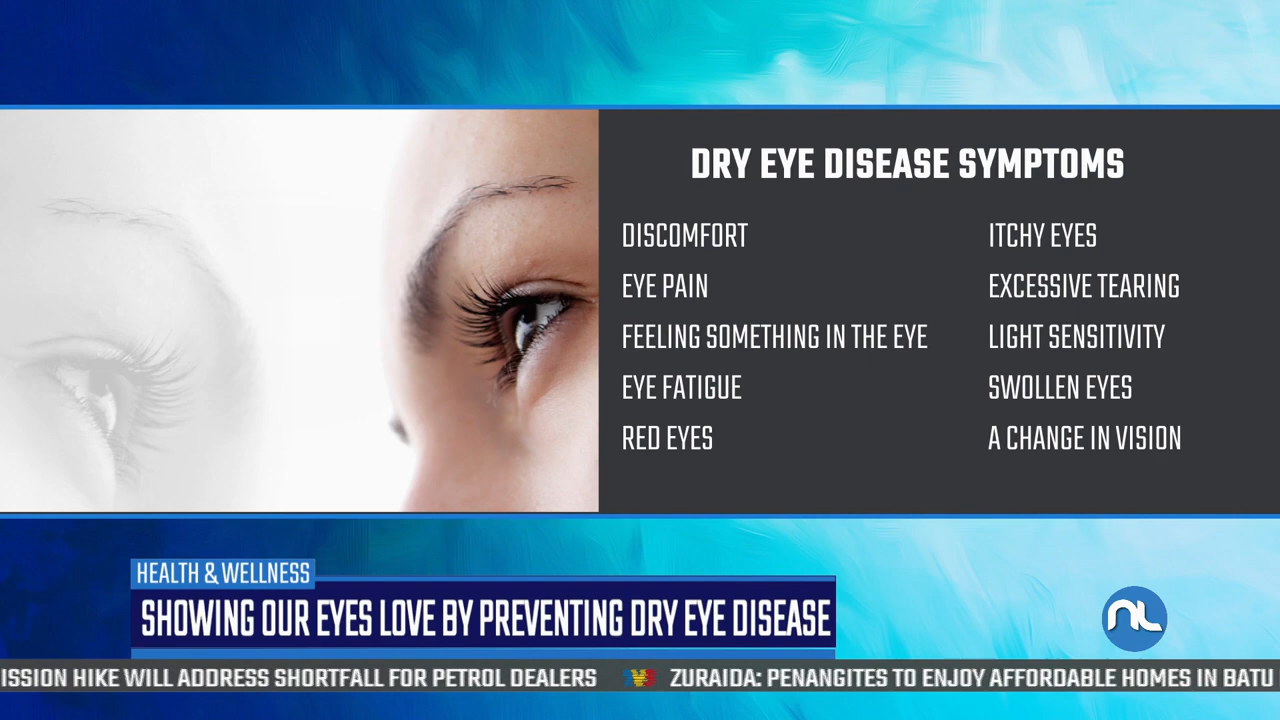 DRY EYE DISEASE SYMPTOMS
DISCOMFORT
EYE PAIN
FEELING SOMETHING IN THE EYE
EYE FATIGUE
RED EYES
ITCHY EYES
EXCESSIVE TEARING
LIGHT SENSITIVITY
SWOLLEN EYES
A CHANGE IN VISION
HEALTH & WELLNESS
SHOWING OUR EYES LOVE BY PREVENTING DRY EYE DISEASE
NL
ISSION HIKE WILL ADDRESS SHORTFALL FOR PETROL DEALERS TV3 ZURAIDA: PENANGITES TO ENJOY AFFORDABLE HOMES IN BATU